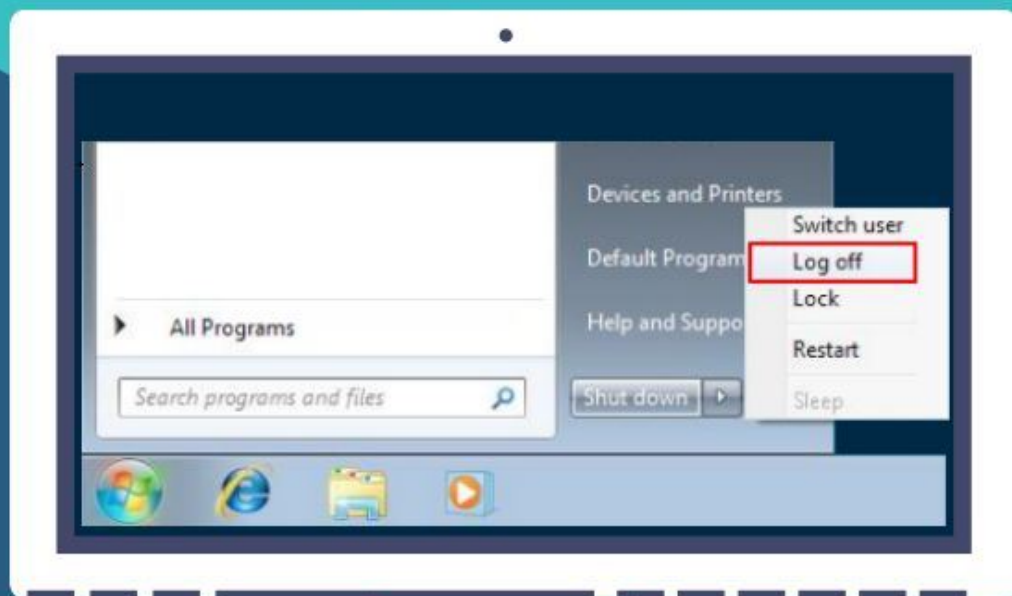 Devices and Printers
Switch user
Default Program
Log off
Lock
All Programs
Help and Suppo
Restart
Search programs and files
Shut down
Sleep